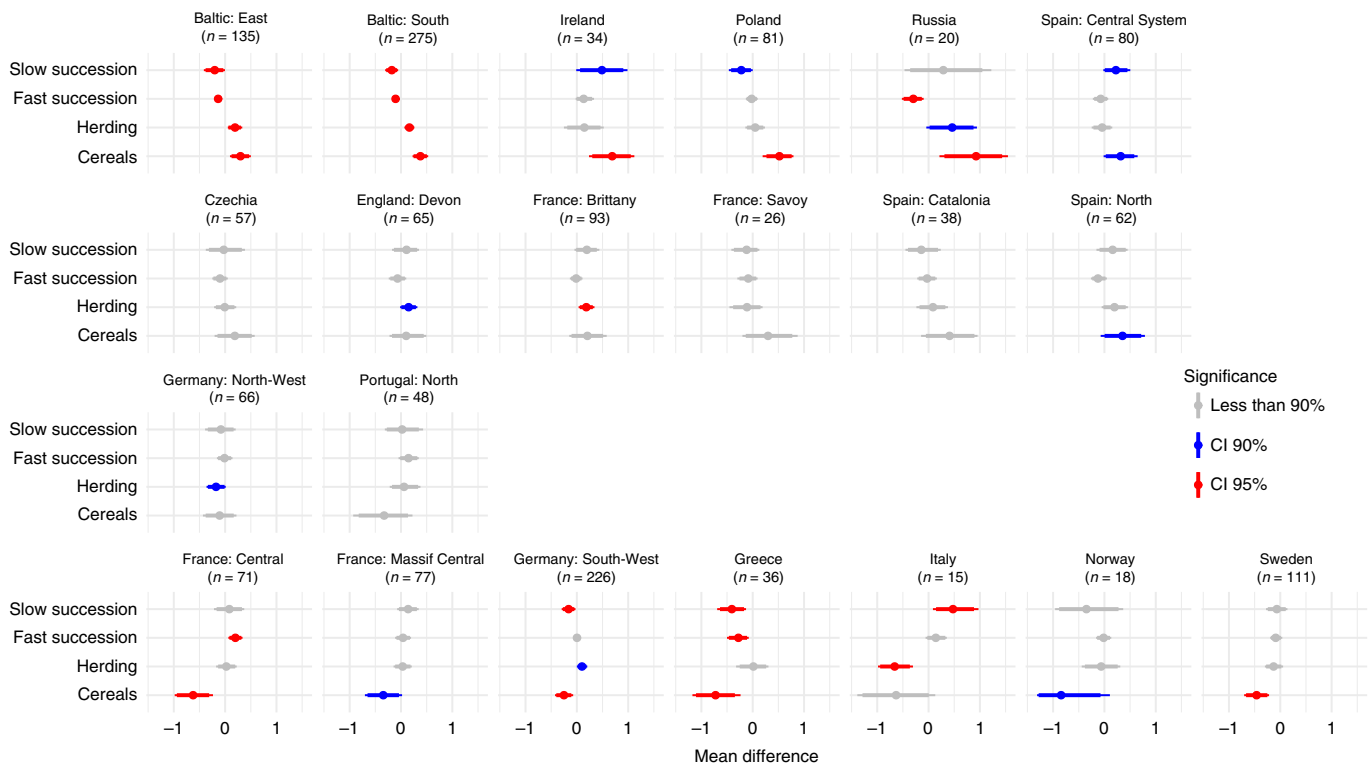 Baltic: East
(n = 135)
Baltic: South
(n = 275)
Ireland
(n = 34)
Poland
(n = 81)
Russia
(n = 20)
Spain: Central System
(n = 80)
Slow succession
Fast succession
Herding
Cereals
Czechia
(n = 57)
England: Devon
(n = 65)
France: Brittany
(n = 93)
France: Savoy
(n = 26)
Spain: Catalonia
(n = 38)
Spain: North
(n = 62)
Slow succession
Fast succession
Herding
Cereals
Germany: North-West
(n = 66)
Portugal: North
(n = 48)
Slow succession
Fast succession
Herding
Cereals
Significance
Less than 90%
CI 90%
CI 95%
France: Central
(n = 71)
France: Massif Central
(n = 77)
Germany: South-West
(n = 226)
Greece
(n = 36)
Italy
(n = 15)
Norway
(n = 18)
Sweden
(n = 111)
Slow succession
Fast succession
Herding
Cereals
−1 0 1 −1 0 1 −1 0 1 −1 0 1 −1 0 1 −1 0 1 −1 0 1
Mean difference